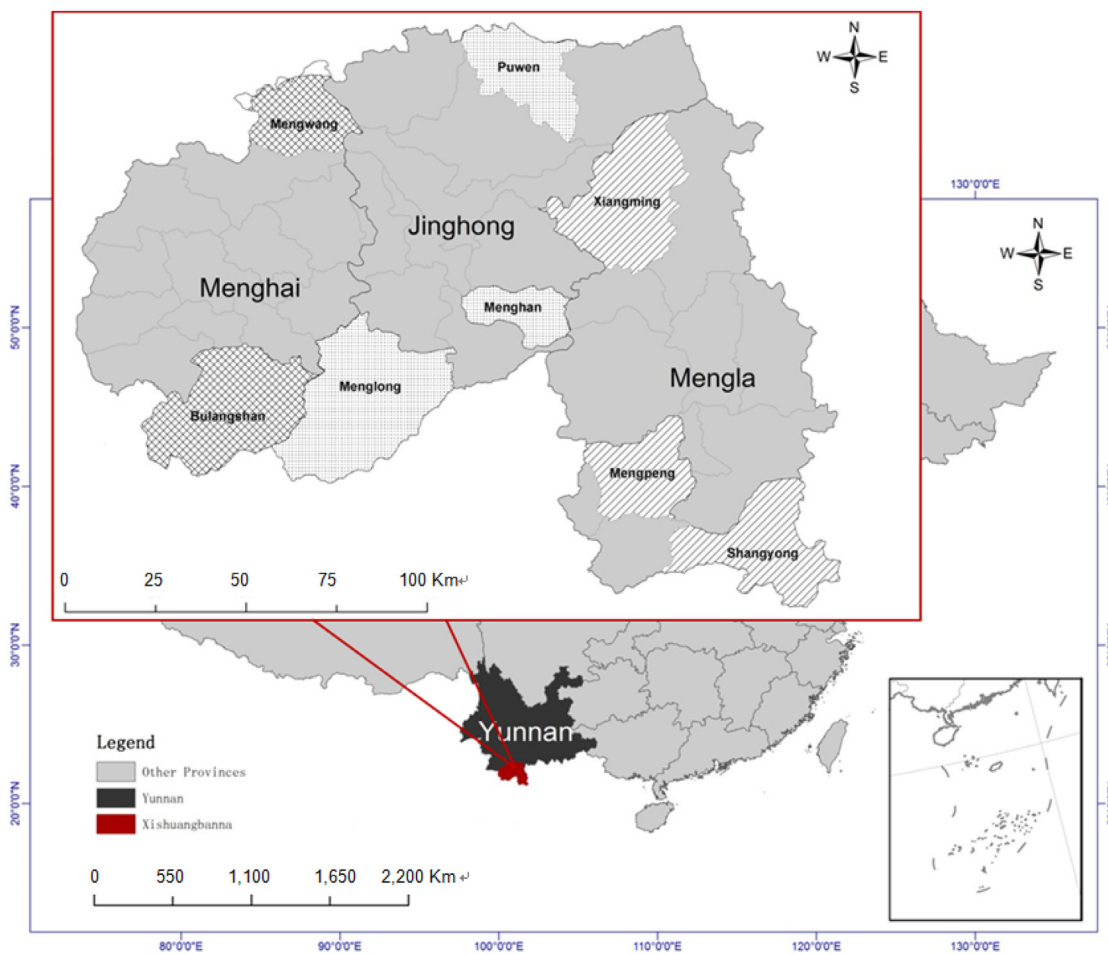 N
W E
S
Puwen
Mengwang
Xiangming
Jinghong
Menghai
Menghan
Menglong
Mengla
Bulangshan
Mengpeng
Shangyong
0 25 50 75 100 Km↵
130°0'0"E
N
W E
S
50°0'0"N
40°0'0"N
30°0'0"N
20°0'0"N
Yunnan
Legend
Other Provinces
Yunnan
Xishuangbanna
0 550 1,100 1,650 2,200 Km↵
80°0'0"E 90°0'0"E 100°0'0"E 110°0'0"E 120°0'0"E 130°0'0"E